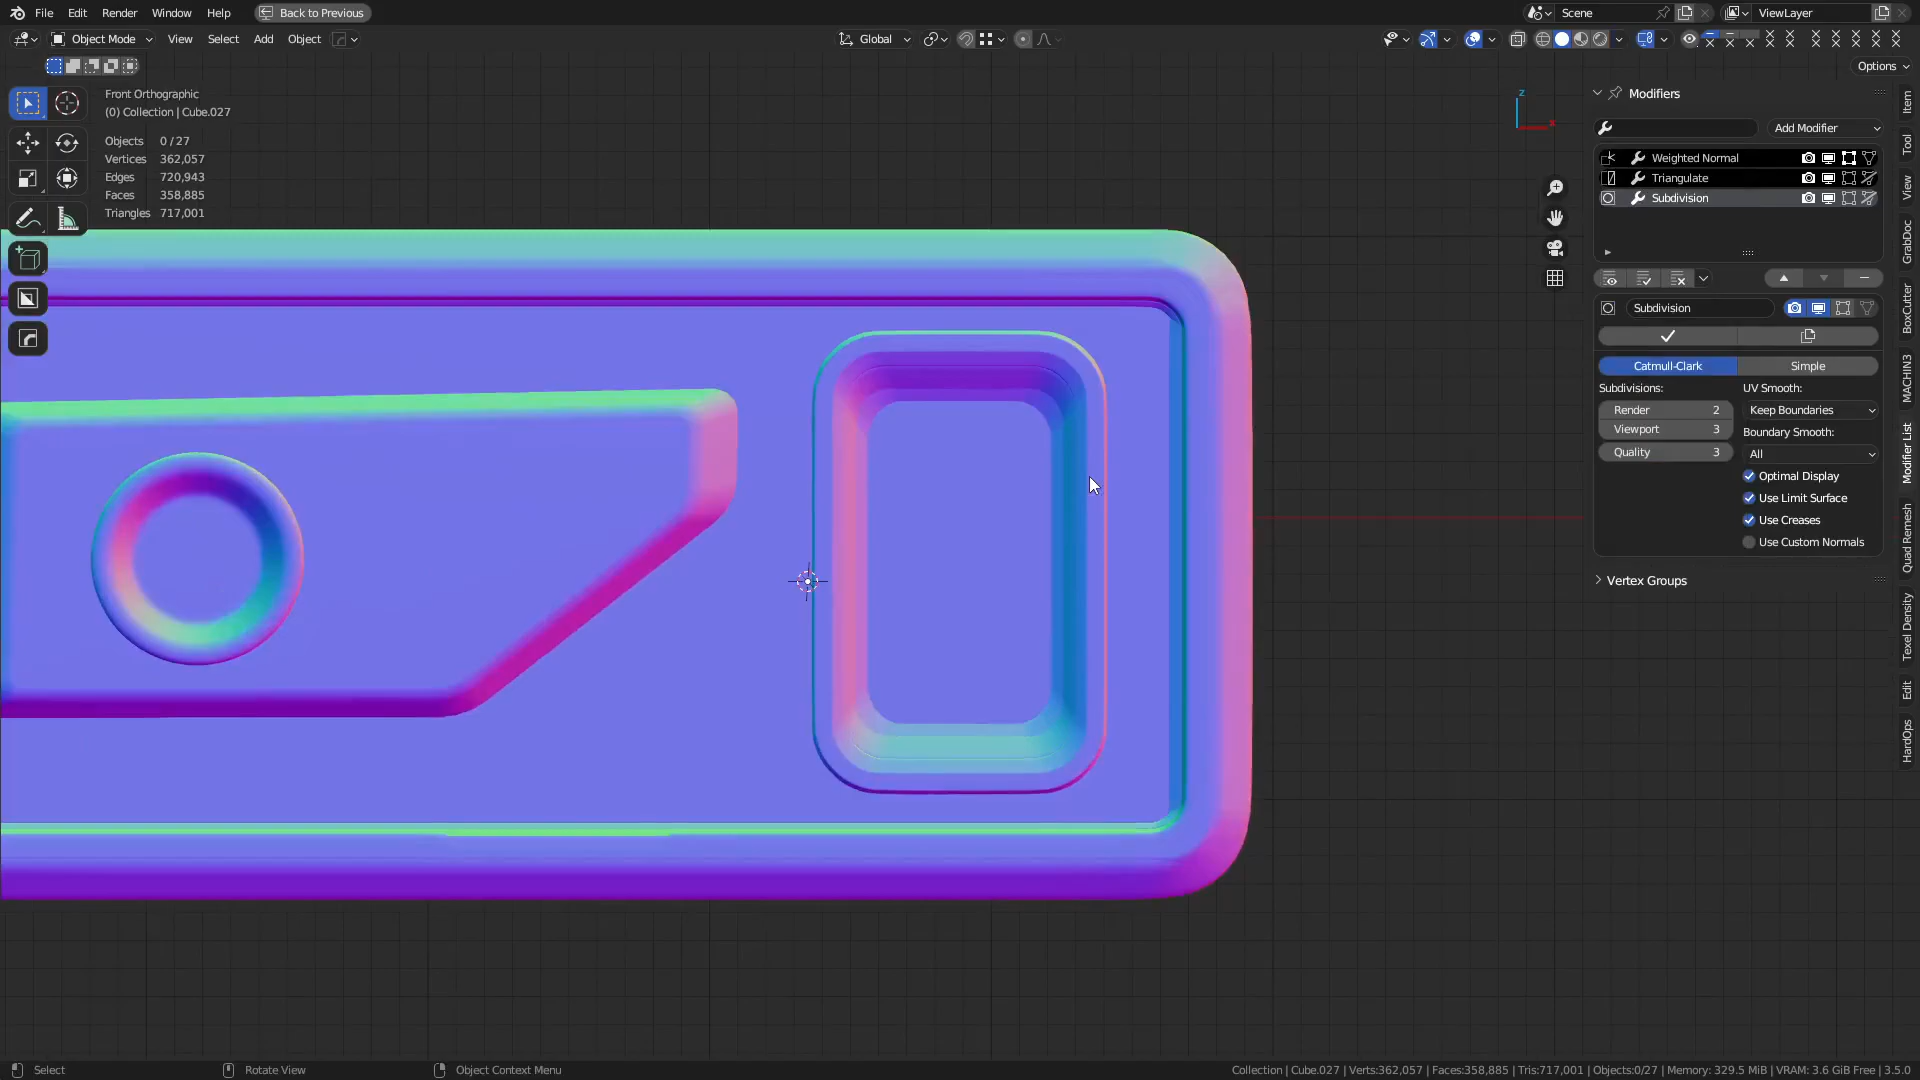 File Edit Render Window Help Back to Previous Scene ViewLayer
Object Mode View Select Add Object Global
Options
Front Orthographic
(0) Collection | Cube.027
Objects 0/27
Vertices 362,057
Edges 720,943
Faces 358,885
Triangles 717,001
Z
X
Modifiers
Add Modifier
Weighted Normal
Triangulate
Subdivision
Subdivision
Catmull-Clark Simple
Subdivisions: UV Smooth:
Render 2 Keep Boundaries
Viewport 3 Boundary Smooth:
Quality 3 All
Optimal Display
Use Limit Surface
Use Creases
Use Custom Normals
Vertex Groups
Item
Tool
View
GrabDoc
BoxCutter
MACHIN3
Modifier List
Quad Remesh
Texel Density
Edit
HardOps
Select Rotate View Object Context Menu Collection | Cube.027 | Verts:362,057 | Faces:358,885 | Tris:717,001 | Objects:0/27 | Memory: 329.5 MiB | VRAM: 3.6 GiB Free | 3.5.0